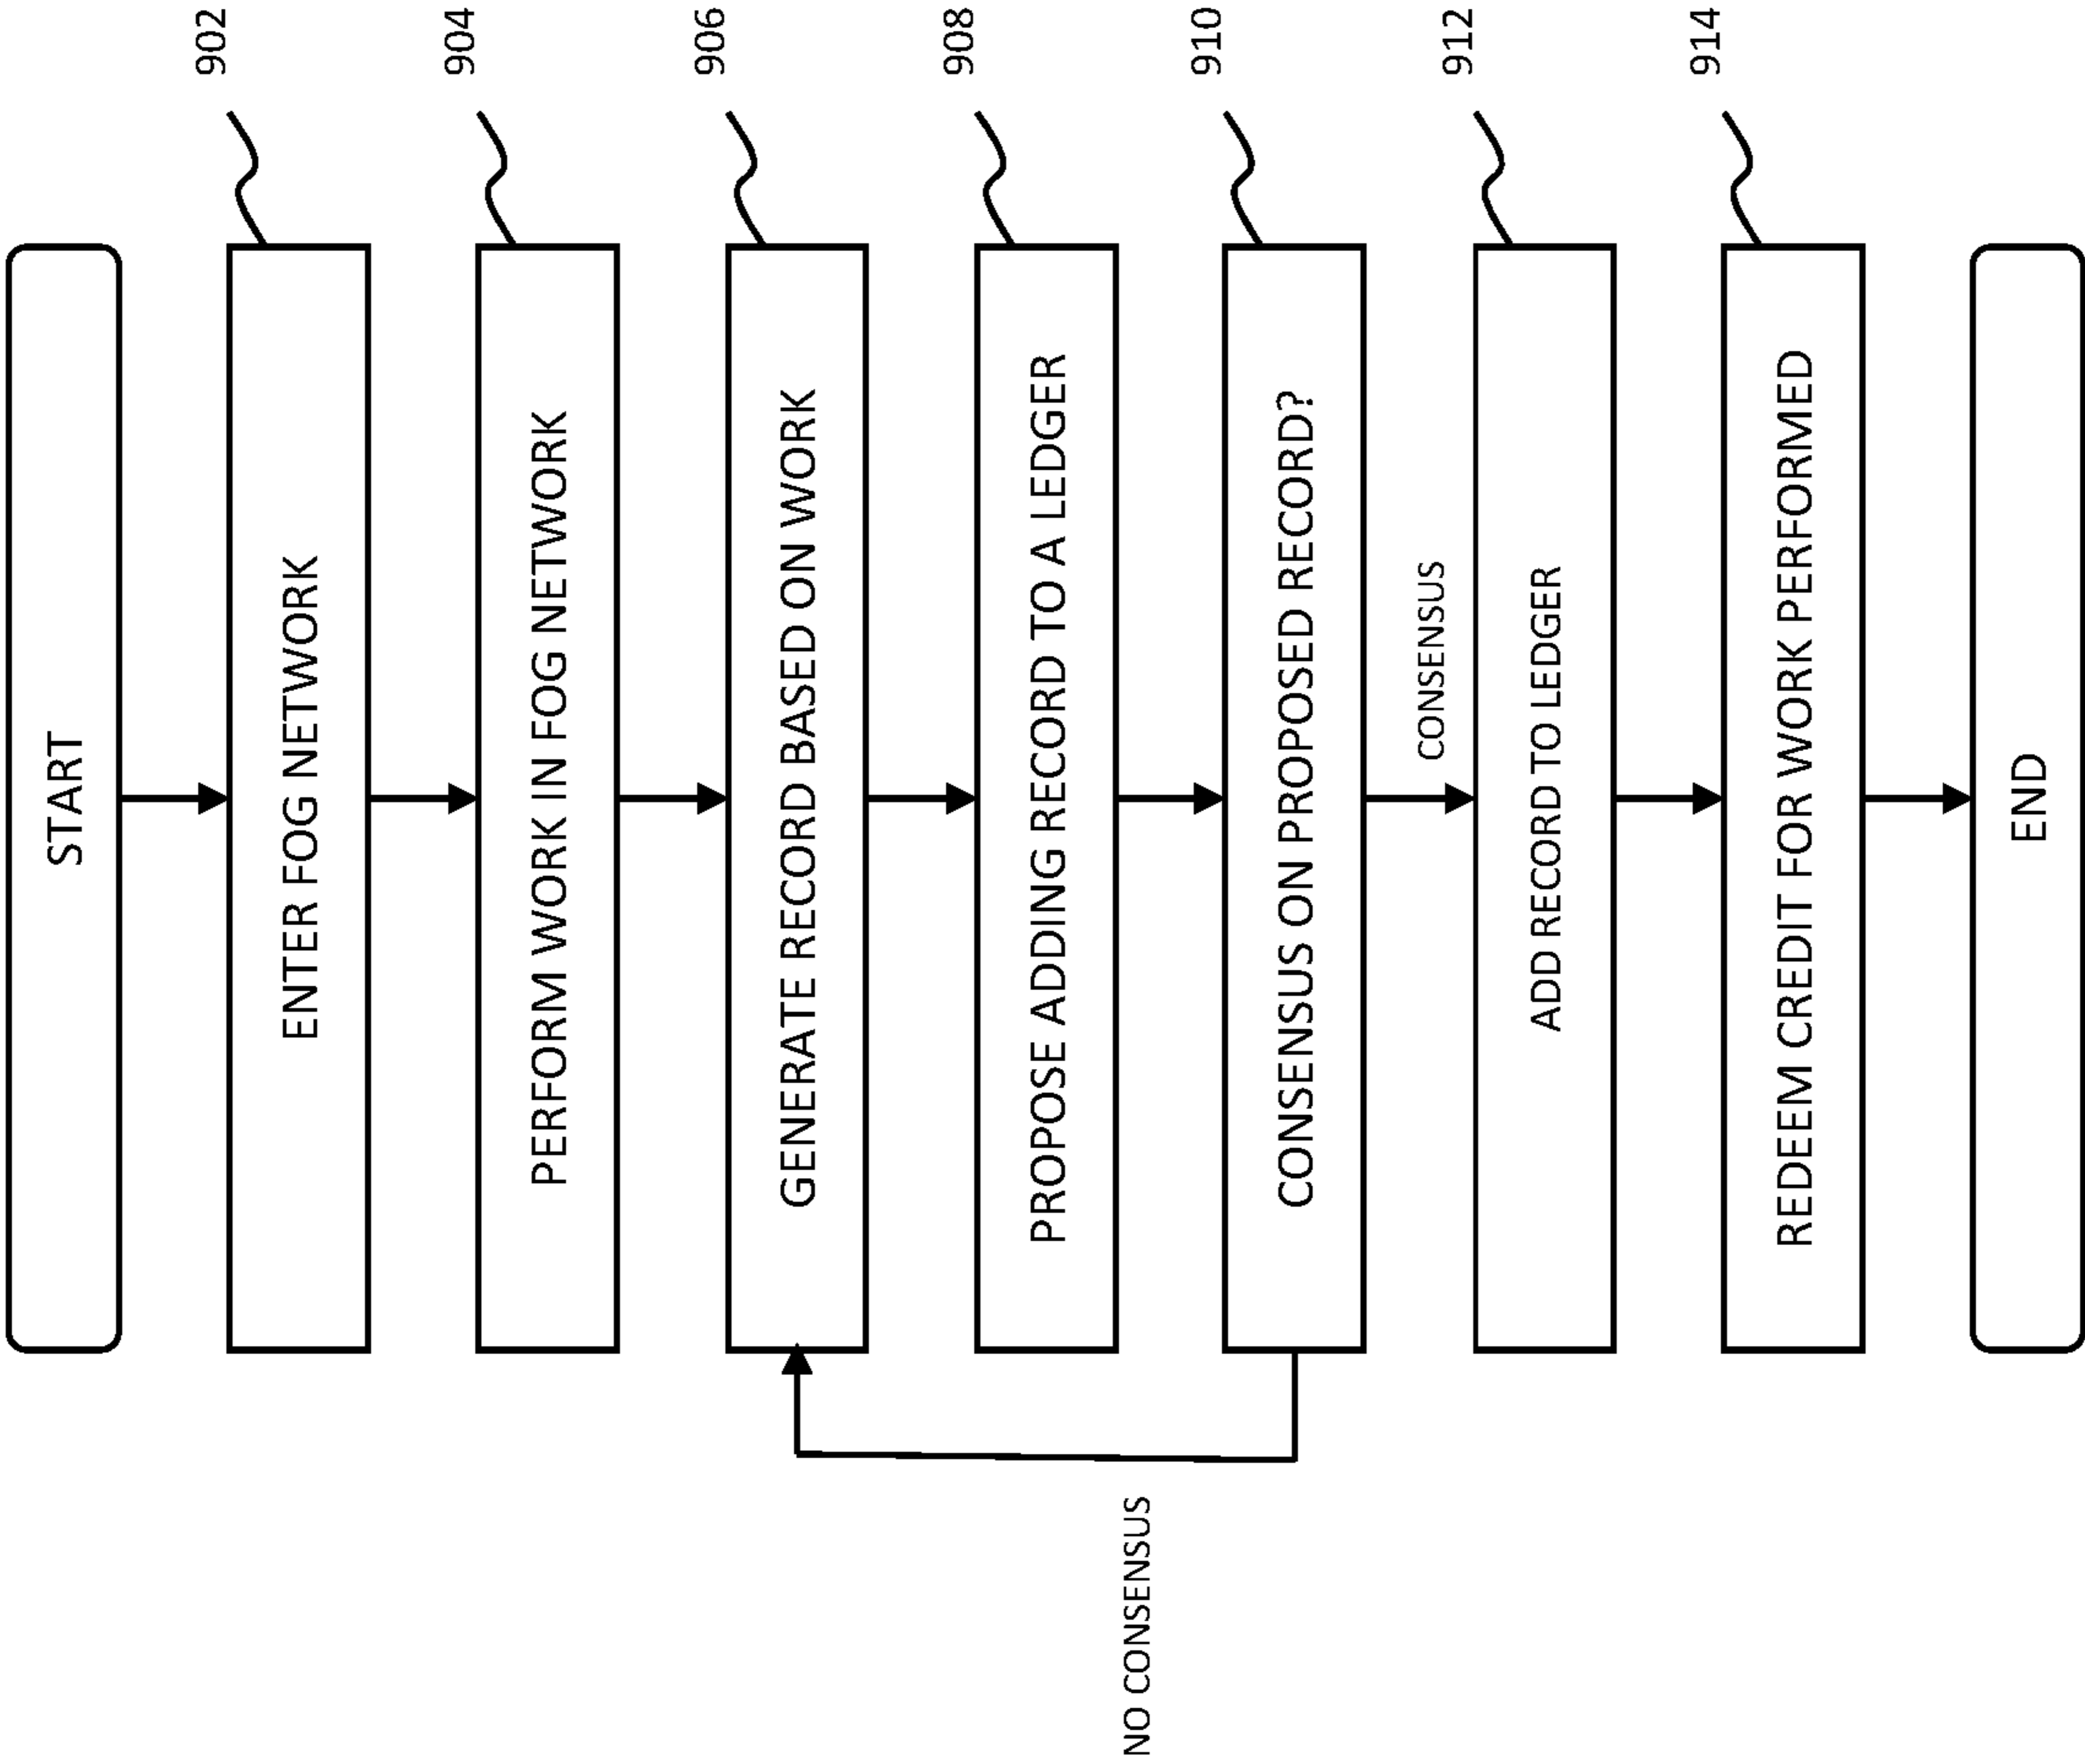 START
902
ENTER FOG NETWORK
904
PERFORM WORK IN FOG NETWORK
906
GENERATE RECORD BASED ON WORK
908
PROPOSE ADDING RECORD TO A LEDGER
910
CONSENSUS ON PROPOSED RECORD?
NO CONSENSUS
CONSENSUS
912
ADD RECORD TO LEDGER
914
REDEEM CREDIT FOR WORK PERFORMED
END